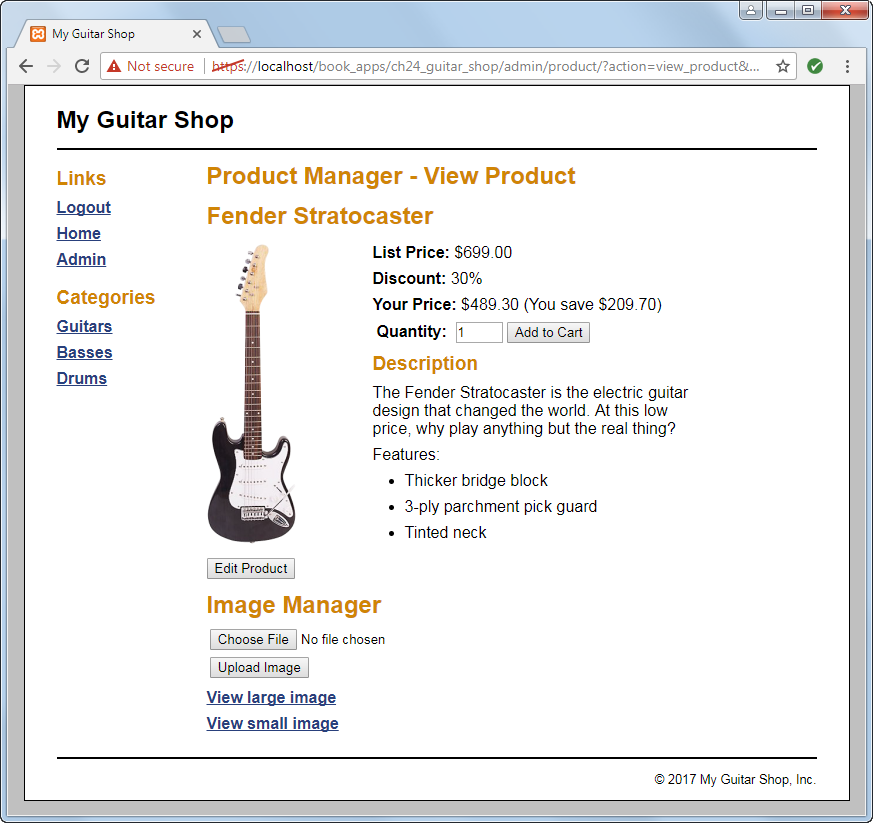 My Guitar Shop
Not secure https://localhost/book_apps/ch24_guitar_shop/admin/product/?action=view_product&...
My Guitar Shop
Links
Logout
Home
Admin
Categories
Guitars
Basses
Drums
Product Manager - View Product
Fender Stratocaster
List Price: $699.00
Discount: 30%
Your Price: $489.30 (You save $209.70)
Quantity: 1 Add to Cart
Description
The Fender Stratocaster is the electric guitar
design that changed the world. At this low
price, why play anything but the real thing?
Features:
• Thicker bridge block
• 3-ply parchment pick guard
• Tinted neck
Edit Product
Image Manager
Choose File No file chosen
Upload Image
View large image
View small image
© 2017 My Guitar Shop, Inc.